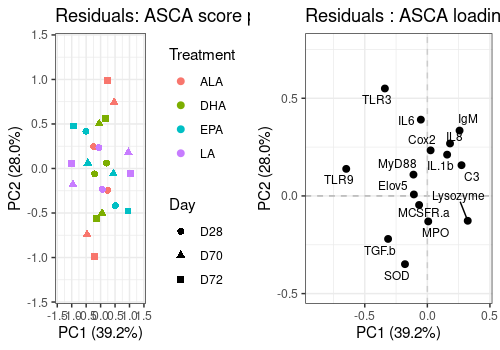 Residuals: ASCA score
Residuals : ASCA loadin
1.5
1.0
0.5
0.0
-0.5
-1.0
-1.5
PC2 (28.0%)
PC1 (39.2%)
Treatment
ALA
DHA
EPA
LA
Day
D28
D70
D72
0.5
0.0
-0.5
PC2 (28.0%)
TLR3
IL6
IgM
IL8
Cox2
IL.1b
C3
MyD88
TLR9
Elov5
Lysozyme
MCSFR.a
MPO
TGF.b
SOD
-0.5 0.0 0.5
PC1 (39.2%)